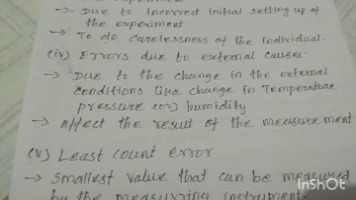 -> Due to incorred initial setting up of
the experiment
-> To do carelessness of the individual.
(iv) Errors due to external causes-
-> Due to the change in the external
conditions like change in Temperature
pressure (or) humidity
-> Affect the result of the measurement
(v) Least count error
-> Smallest value that can be measured
by the measuring instrument.
InShOt